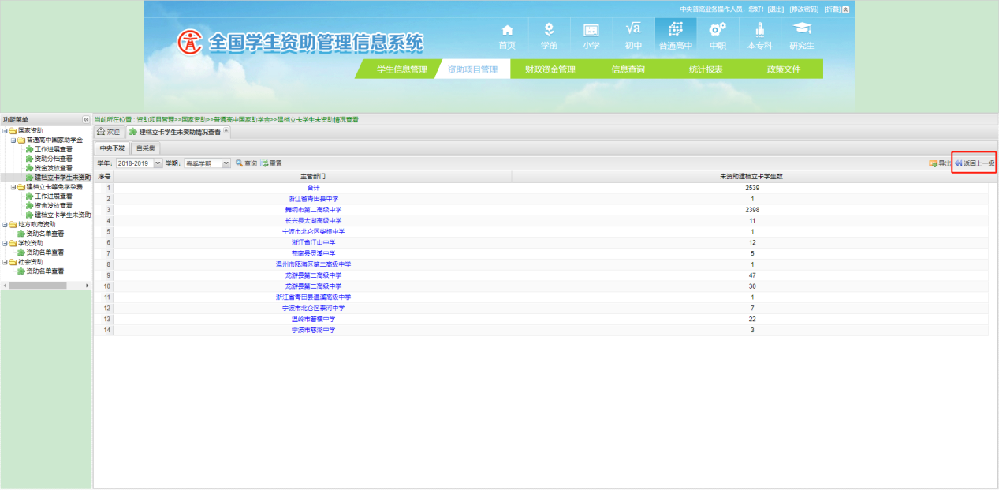 中央普高业务操作人员，您好! [退出] [修改密码] [折叠]
全国学生资助管理信息系统
首页 学前 小学 初中 普通高中 中职 本专科 研究生
学生信息管理 资助项目管理 财政资金管理 信息查询 统计报表 政策文件
功能菜单
国家资助
普通高中国家助学金
工作进展查看
资助分档查看
资金发放查看
建档立卡学生未资助
建档立卡等免学杂费
工作进展查看
资金发放查看
建档立卡学生未资助
地方政府资助
资助名单查看
学校资助
资助名单查看
社会资助
资助名单查看
当前所在位置：资助项目管理>>国家资助>>普通高中国家助学金>>建档立卡学生未资助情况查看
欢迎 建档立卡学生未资助情况查看
中央下发 自采集
学年: 2018-2019 学期: 春季学期 查询 重置 导出 返回上一级
序号 主管部门 未资助建档立卡学生数
1 合计 2539
2 浙江省青田县中学 1
3 舞钢市第二高级中学 2398
4 长兴县太湖高级中学 11
5 宁波市北仑区柴桥中学 1
6 浙江省江山中学 12
7 苍南县灵溪中学 5
8 温州市瓯海区第二高级中学 1
9 龙游县第二高级中学 47
10 龙游县第二高级中学 30
11 浙江省青田县温溪高级中学 1
12 宁波市北仑区泰河中学 7
13 温岭市箬横中学 22
14 宁波市慈湖中学 3